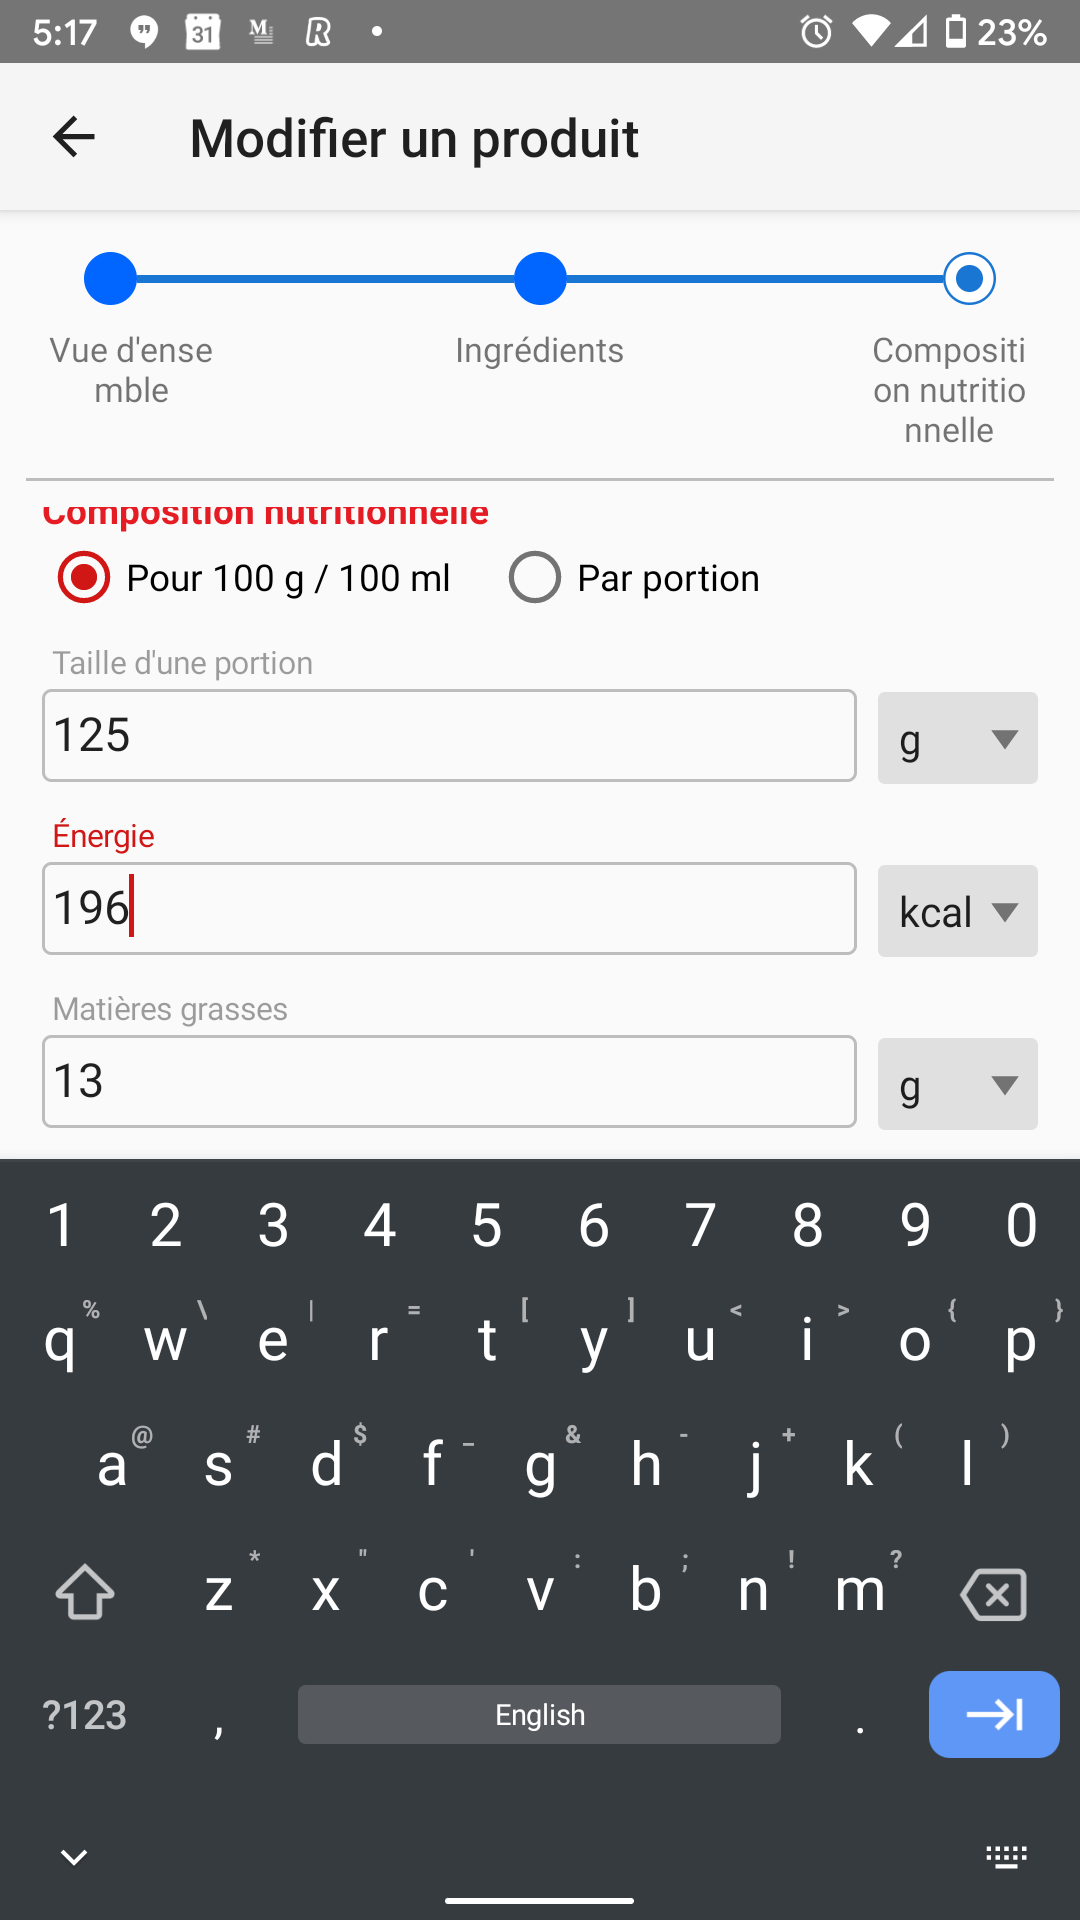 5:17 31 M R 23%
Modifier un produit
Vue d'ense
mble
Ingrédients
Compositi
on nutritio
nnelle
Composition nutritionnelle
Pour 100 g / 100 ml Par portion
Taille d'une portion
125 g
Énergie
196 kcal
Matières grasses
13 g
1 2 3 4 5 6 7 8 9 0
% \ | = [ ] < > { }
q w e r t y u i o p
@ # $ _ & - + ( )
a s d f g h j k l
* " ' : ; ! ?
z x c v b n m
?123 , English .